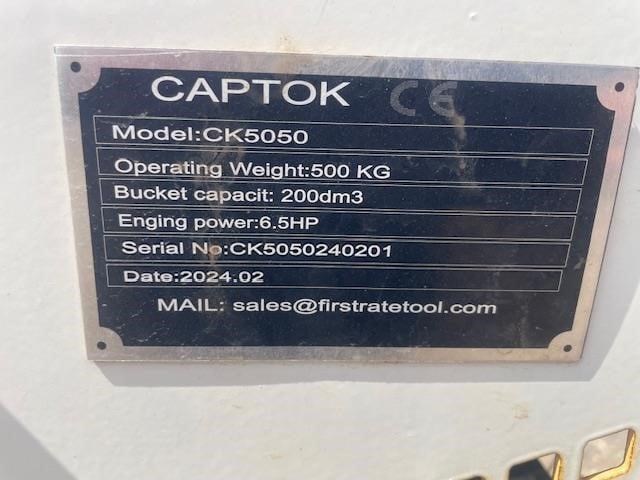 CAPTOK CE
Model:CK5050
Operating Weight:500 KG
Bucket capacit: 200dm3
Enging power:6.5HP
Serial No:CK5050240201
Date:2024.02
MAIL: sales@firstratetool.com